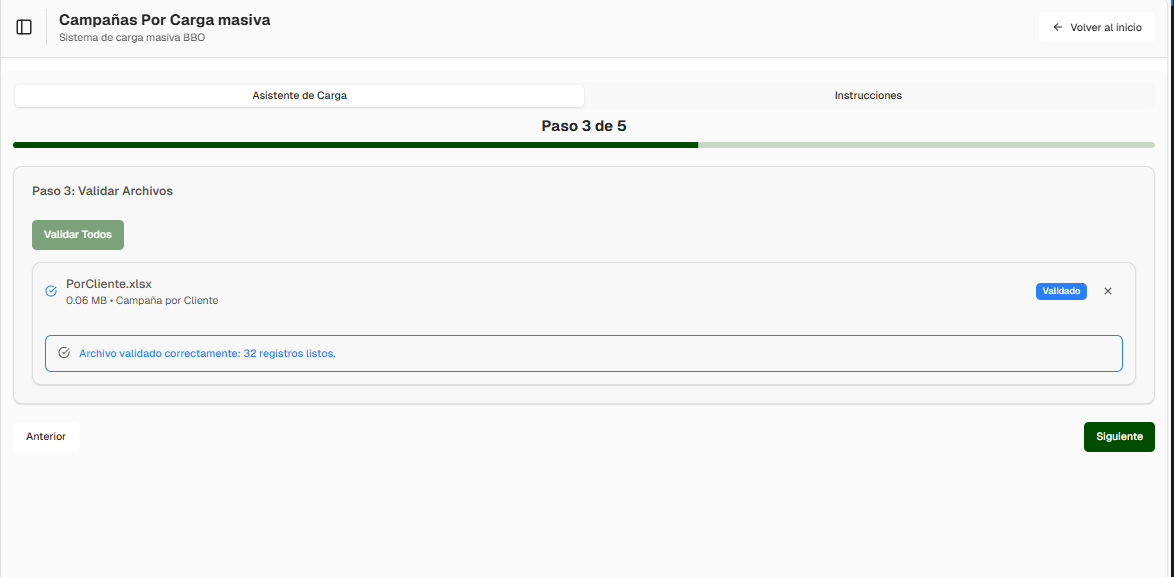 Campañas Por Carga masiva
Sistema de carga masiva BBO
Volver al inicio
Asistente de Carga
Instrucciones
Paso 3 de 5
Paso 3: Validar Archivos
Validar Todos
PorCliente.xlsx
0.06 MB • Campaña por Cliente
Validado
Archivo validado correctamente: 32 registros listos.
Anterior
Siguiente